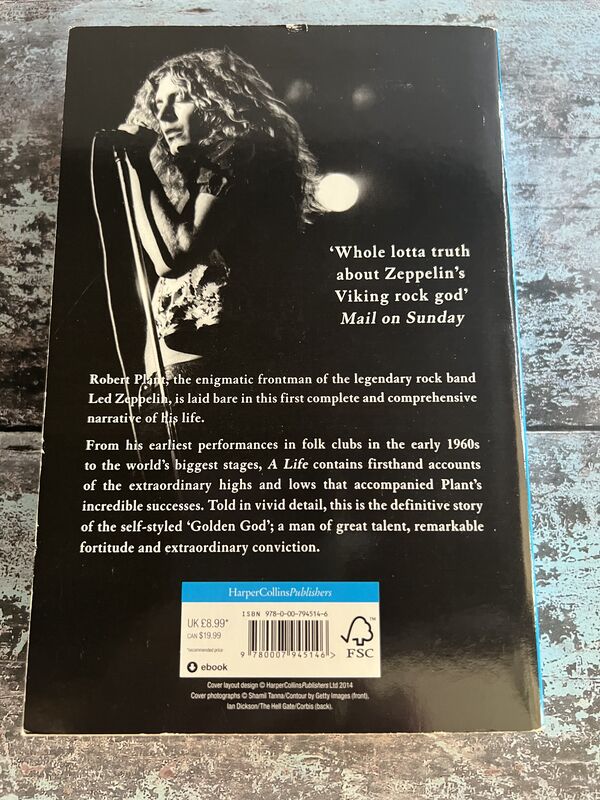 ‘Whole lotta truth
about Zeppelin’s
Viking rock god’
Mail on Sunday
Robert Plant, the enigmatic frontman of the legendary rock band
Led Zeppelin, is laid bare in this first complete and comprehensive
narrative of his life.
From his earliest performances in folk clubs in the early 1960s
to the world’s biggest stages, A Life contains firsthand accounts
of the extraordinary highs and lows that accompanied Plant’s
incredible successes. Told in vivid detail, this is the definitive story
of the self-styled ‘Golden God’; a man of great talent, remarkable
fortitude and extraordinary conviction.
HarperCollinsPublishers
ISBN 978-0-00-794514-6
UK £8.99*
CAN $19.99
*recommended price
ebook
9 780007 945146 >
FSC™
Cover layout design © HarperCollinsPublishers Ltd 2014
Cover photographs © Shamil Tanna/Contour by Getty Images (front),
Ian Dickson/The Hell Gate/Corbis (back).